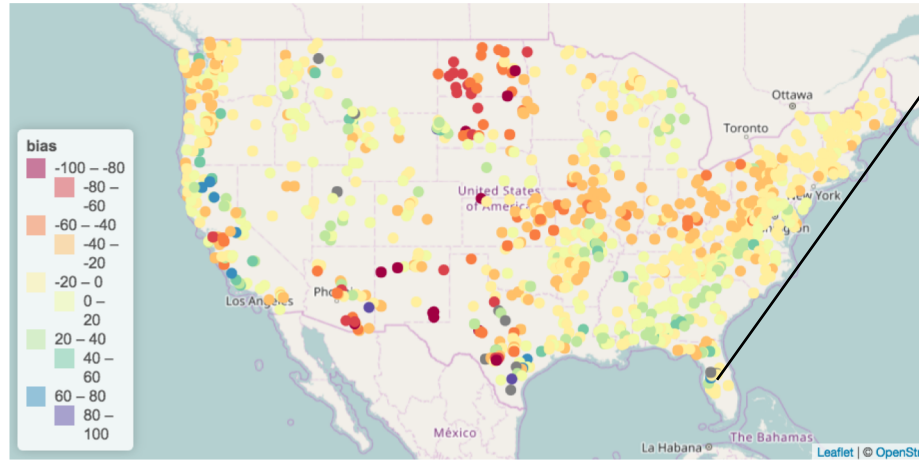 Ottawa
Toronto
United States
of America
New York
Los Angeles
México
La Habana
The Bahamas
bias
-100 – -80
-80 –
-60
-60 – -40
-40 –
-20
-20 – 0
0 –
20
20 – 40
40 –
60
60 – 80
80 –
100
Leaflet | © OpenStr